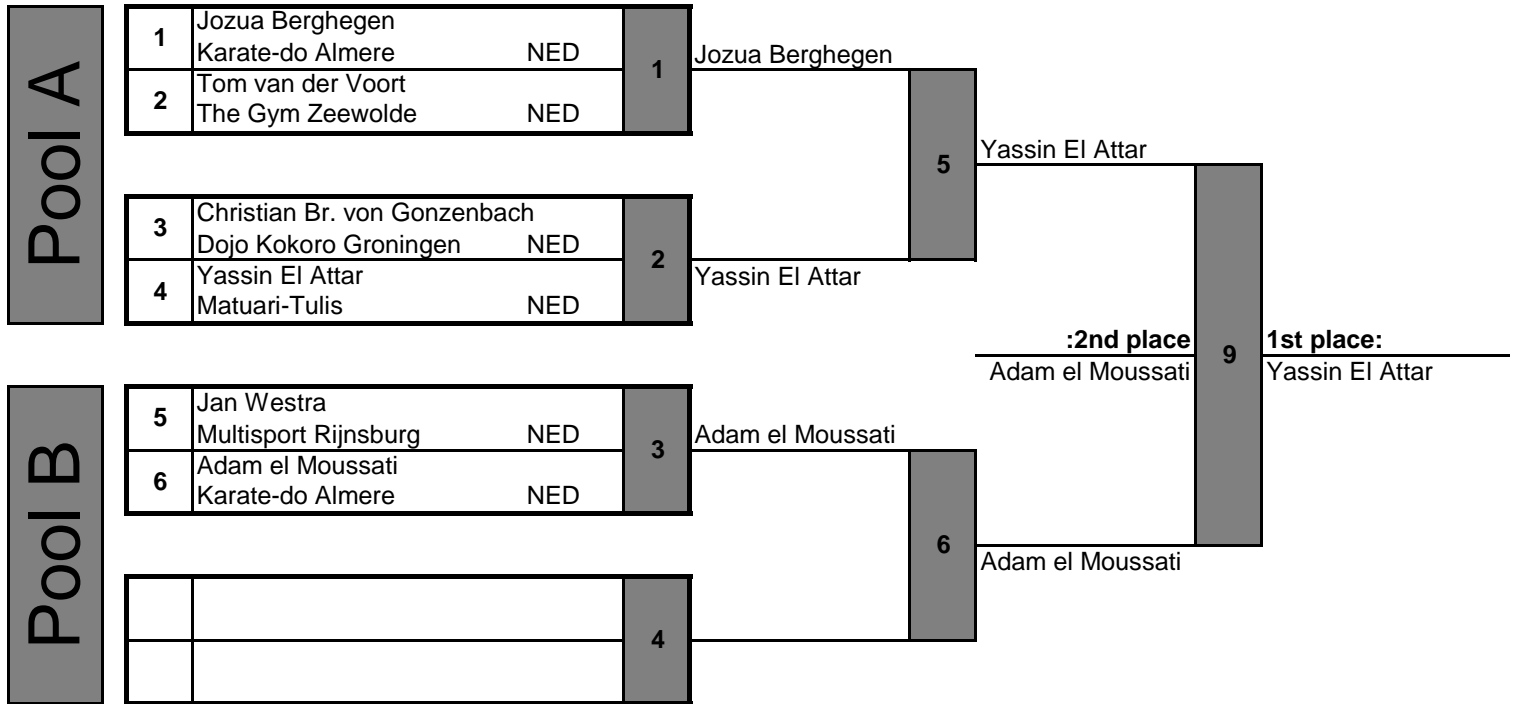 Pool A
1
Jozua Berghegen
Karate-do Almere NED
2
Tom van der Voort
The Gym Zeewolde NED
1
Jozua Berghegen
3
Christian Br. von Gonzenbach
Dojo Kokoro Groningen NED
4
Yassin El Attar
Matuari-Tulis NED
2
Yassin El Attar
5
Yassin El Attar
Pool B
5
Jan Westra
Multisport Rijnsburg NED
6
Adam el Moussati
Karate-do Almere NED
3
Adam el Moussati
4
6
Adam el Moussati
:2nd place
Adam el Moussati
9
1st place:
Yassin El Attar